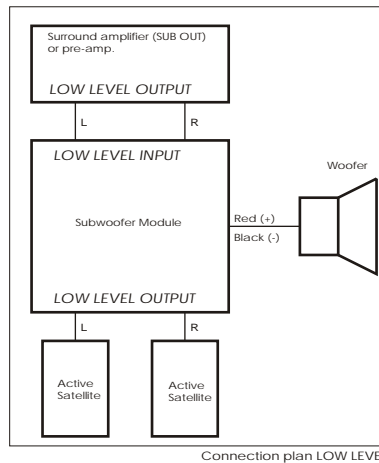 Surround amplifier (SUB OUT)
or pre-amp.
LOW LEVEL OUTPUT
L R
LOW LEVEL INPUT
Woofer
Red (+)
Subwoofer Module
Black (-)
LOW LEVEL OUTPUT
L R
Active
Satellite
Active
Satellite
Connection plan LOW LEVE